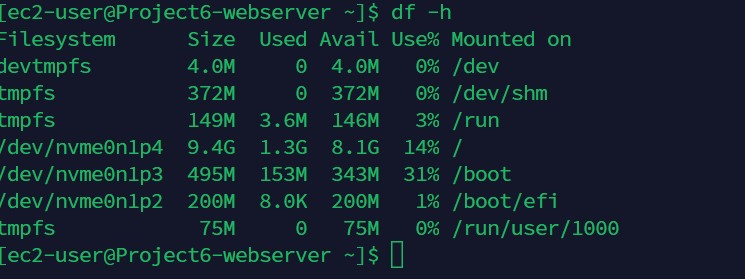 [ec2-user@Project6-webserver ~]$ df -h
Filesystem      Size  Used Avail Use% Mounted on
devtmpfs        4.0M     0  4.0M   0% /dev
tmpfs           372M     0  372M   0% /dev/shm
tmpfs           149M  3.6M  146M   3% /run
/dev/nvme0n1p4  9.4G  1.3G  8.1G  14% /
/dev/nvme0n1p3  495M  153M  343M  31% /boot
/dev/nvme0n1p2  200M  8.0K  200M   1% /boot/efi
tmpfs            75M     0   75M   0% /run/user/1000
[ec2-user@Project6-webserver ~]$